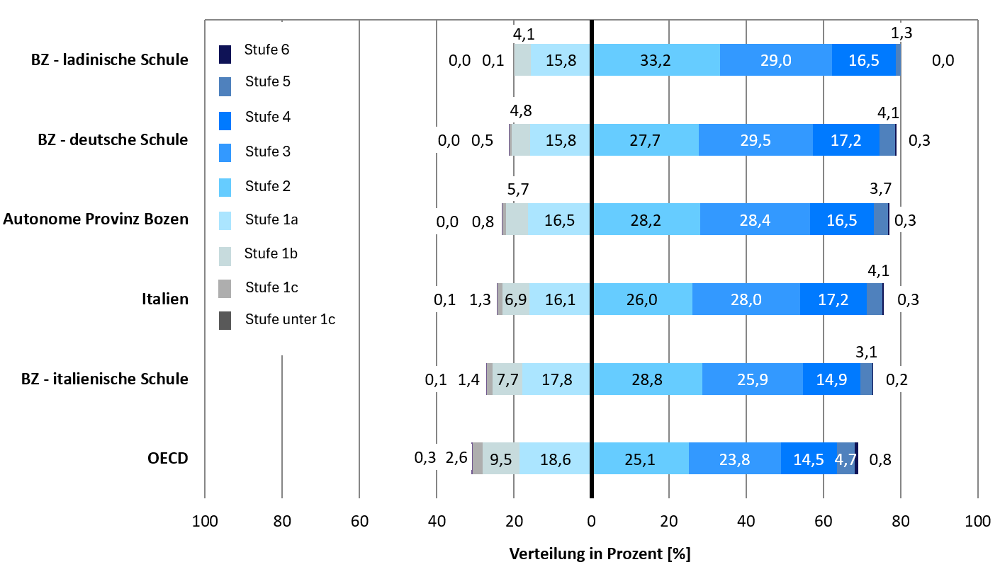 4,1 1,3
BZ - ladinische Schule 0,0 0,1 15,8 33,2 29,0 16,5 0,0
Stufe 6
Stufe 5
Stufe 4
Stufe 3
Stufe 2
Stufe 1a
Stufe 1b
Stufe 1c
Stufe unter 1c
4,8 4,1
BZ - deutsche Schule 0,0 0,5 15,8 27,7 29,5 17,2 0,3
5,7 3,7
Autonome Provinz Bozen 0,0 0,8 16,5 28,2 28,4 16,5 0,3
4,1
Italien 0,1 1,3 6,9 16,1 26,0 28,0 17,2 0,3
3,1
BZ - italienische Schule 0,1 1,4 7,7 17,8 28,8 25,9 14,9 0,2
OECD 0,3 2,6 9,5 18,6 25,1 23,8 14,5 4,7 0,8
100 80 60 40 20 0 20 40 60 80 100
Verteilung in Prozent [%]